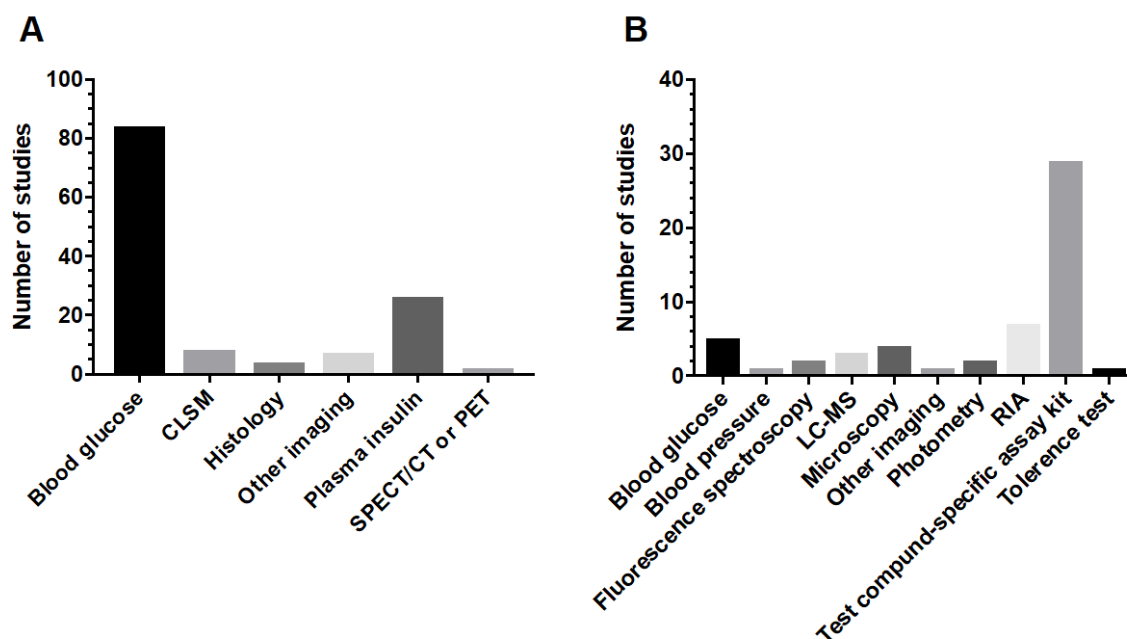 A
Number of studies
100
80
60
40
20
0
Blood glucose
CLSM
Histology
Other imaging
Plasma insulin
SPECT/CT or PET
B
Number of studies
40
30
20
10
0
Blood glucose
Blood pressure
Fluorescence spectroscopy
LC-MS
Microscopy
Other imaging
Photometry
RIA
Test compund-specific assay kit
Tolerence test